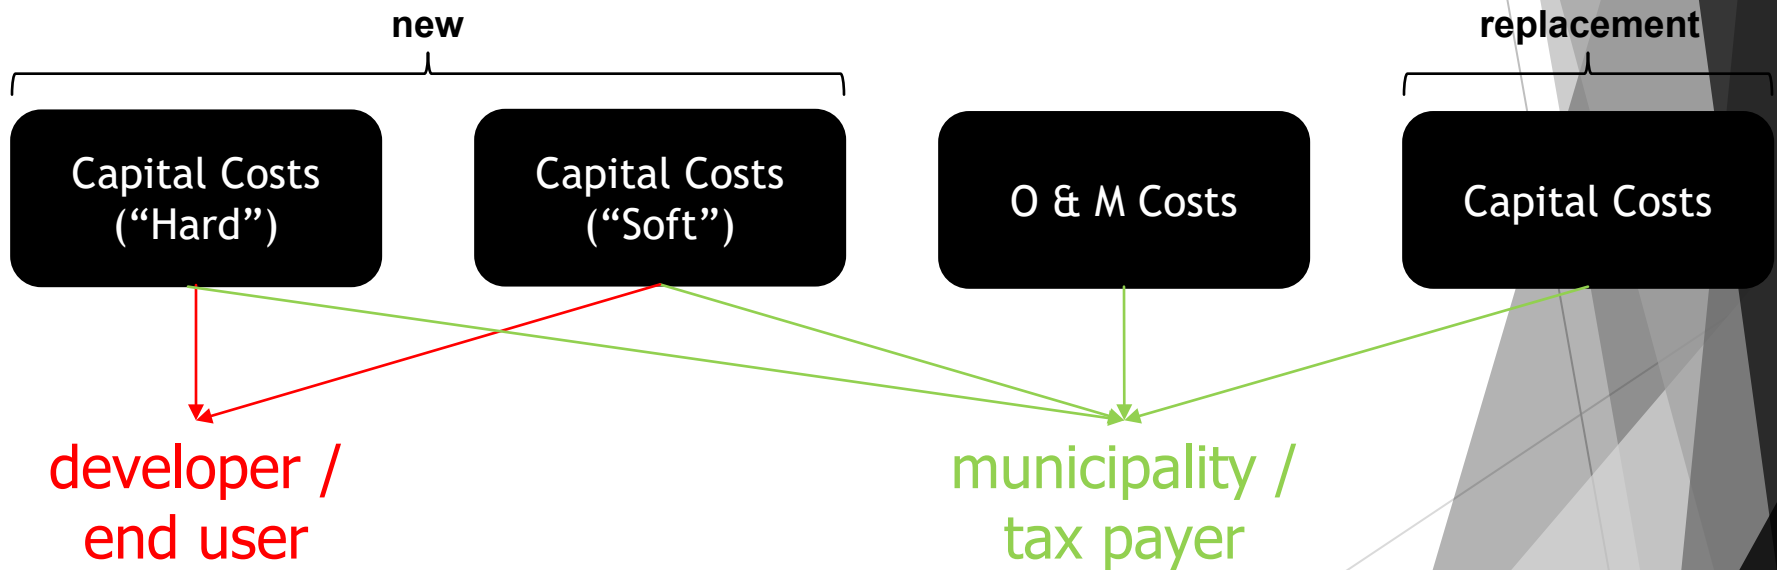 new
replacement
Capital Costs
(“Hard”)
Capital Costs
(“Soft”)
O & M Costs
Capital Costs
developer /
end user
municipality /
tax payer